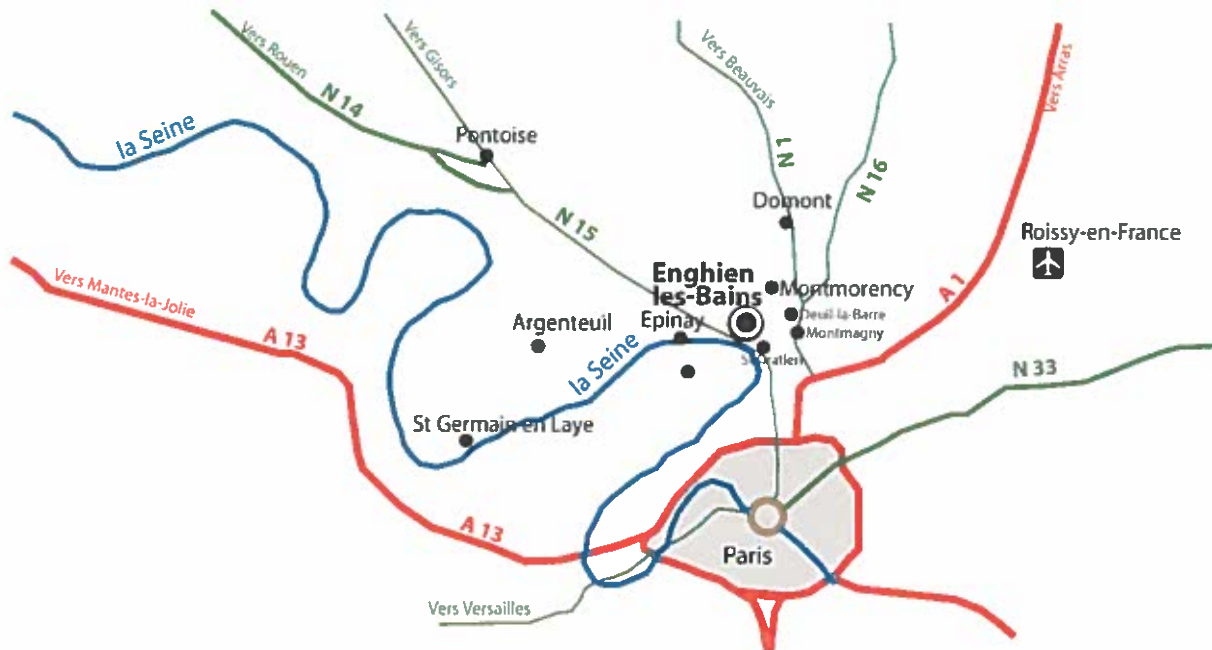 Vers Rouen
Vers Gisors
Vers Beauvais
Vers Arras
N 14
la Seine
Pontoise
N 1
N 16
Domont
N 15
Roissy-en-France
Vers Mantes-la-Jolie
Enghien
les-Bains
Montmorency
A 1
A 13
Argenteuil
Epinay
Deuil-la-Barre
Montmagny
la Seine
N 33
St Germain en Laye
A 13
Paris
Vers Versailles